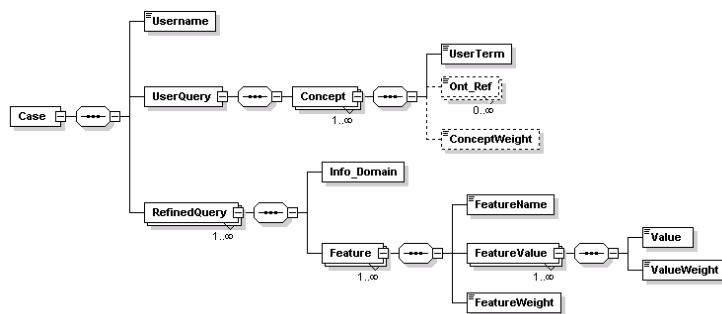 Username
UserTerm
UserQuery
Concept
Ont_Ref
1..∞
0..∞
Case
ConceptWeight
Info_Domain
RefinedQuery
FeatureName
1..∞
Feature
FeatureValue
Value
1..∞
1..∞
ValueWeight
FeatureWeight